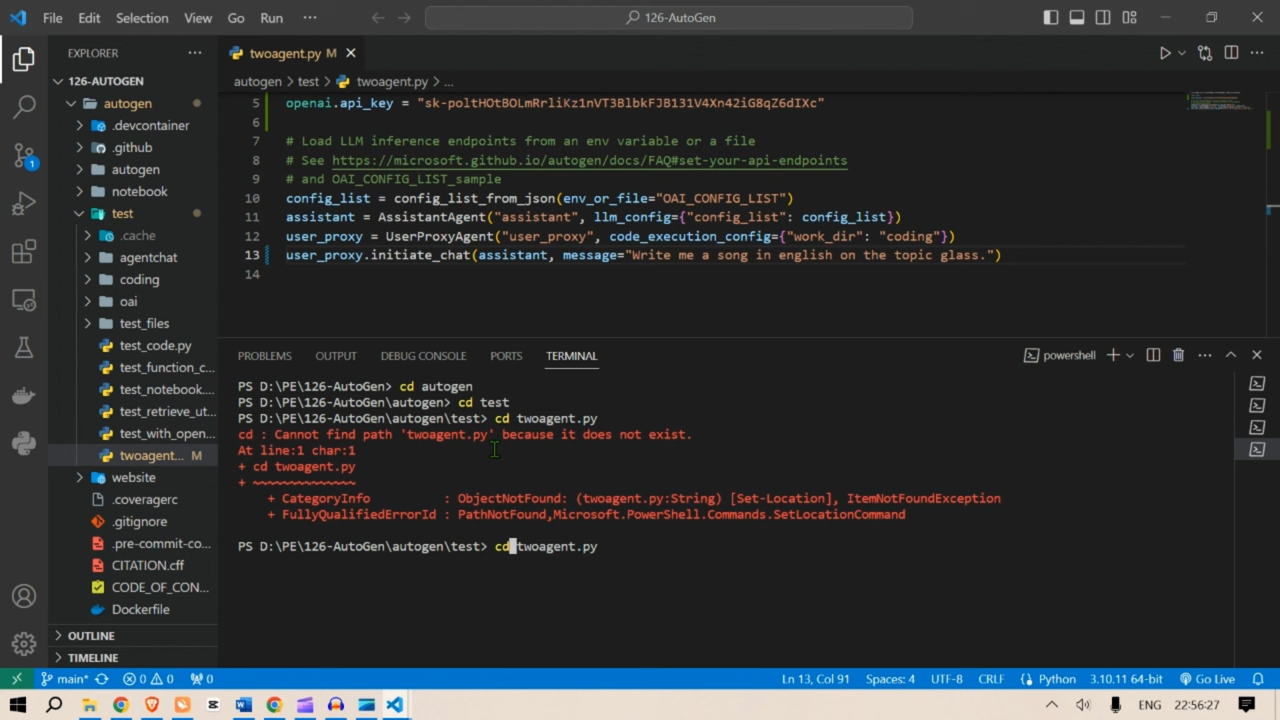 File Edit Selection View Go Run ··· 126-AutoGen
EXPLORER ···
twoagent.py M
126-AUTOGEN
autogen > test > twoagent.py > ...
autogen
.devcontainer
.github
autogen
notebook
test
.cache
agentchat
coding
oai
test_files
test_code.py
test_function_c...
test_notebook...
test_retrieve_ut...
test_with_open...
twoagent... M
website
.coveragerc
.gitignore
.pre-commit-co...
CITATION.cff
CODE_OF_CON...
Dockerfile
OUTLINE
TIMELINE
5 openai.api_key = 
6
7 # Load LLM inference endpoints from an env variable or a file
8 # See https://microsoft.github.io/autogen/docs/FAQ#set-your-api-endpoints
9 # and OAI_CONFIG_LIST_sample
10 config_list = config_list_from_json(env_or_file="OAI_CONFIG_LIST")
11 assistant = AssistantAgent("assistant", llm_config={"config_list": config_list})
12 user_proxy = UserProxyAgent("user_proxy", code_execution_config={"work_dir": "coding"})
13 user_proxy.initiate_chat(assistant, message="Write me a song in english on the topic glass.")
14
PROBLEMS OUTPUT DEBUG CONSOLE PORTS TERMINAL powershell
PS D:\PE\126-AutoGen> cd autogen
PS D:\PE\126-AutoGen\autogen> cd test
PS D:\PE\126-AutoGen\autogen\test> cd twoagent.py
cd : Cannot find path 'twoagent.py' because it does not exist.
At line:1 char:1
+ cd twoagent.py
+ ~~~~~~~~~~~~~~
+ CategoryInfo : ObjectNotFound: (twoagent.py:String) [Set-Location], ItemNotFoundException
+ FullyQualifiedErrorId : PathNotFound,Microsoft.PowerShell.Commands.SetLocationCommand
PS D:\PE\126-AutoGen\autogen\test> cd twoagent.py
main* 0 0 0 Ln 13, Col 91 Spaces: 4 UTF-8 CRLF Python 3.10.11 64-bit Go Live
ENG 22:56:27